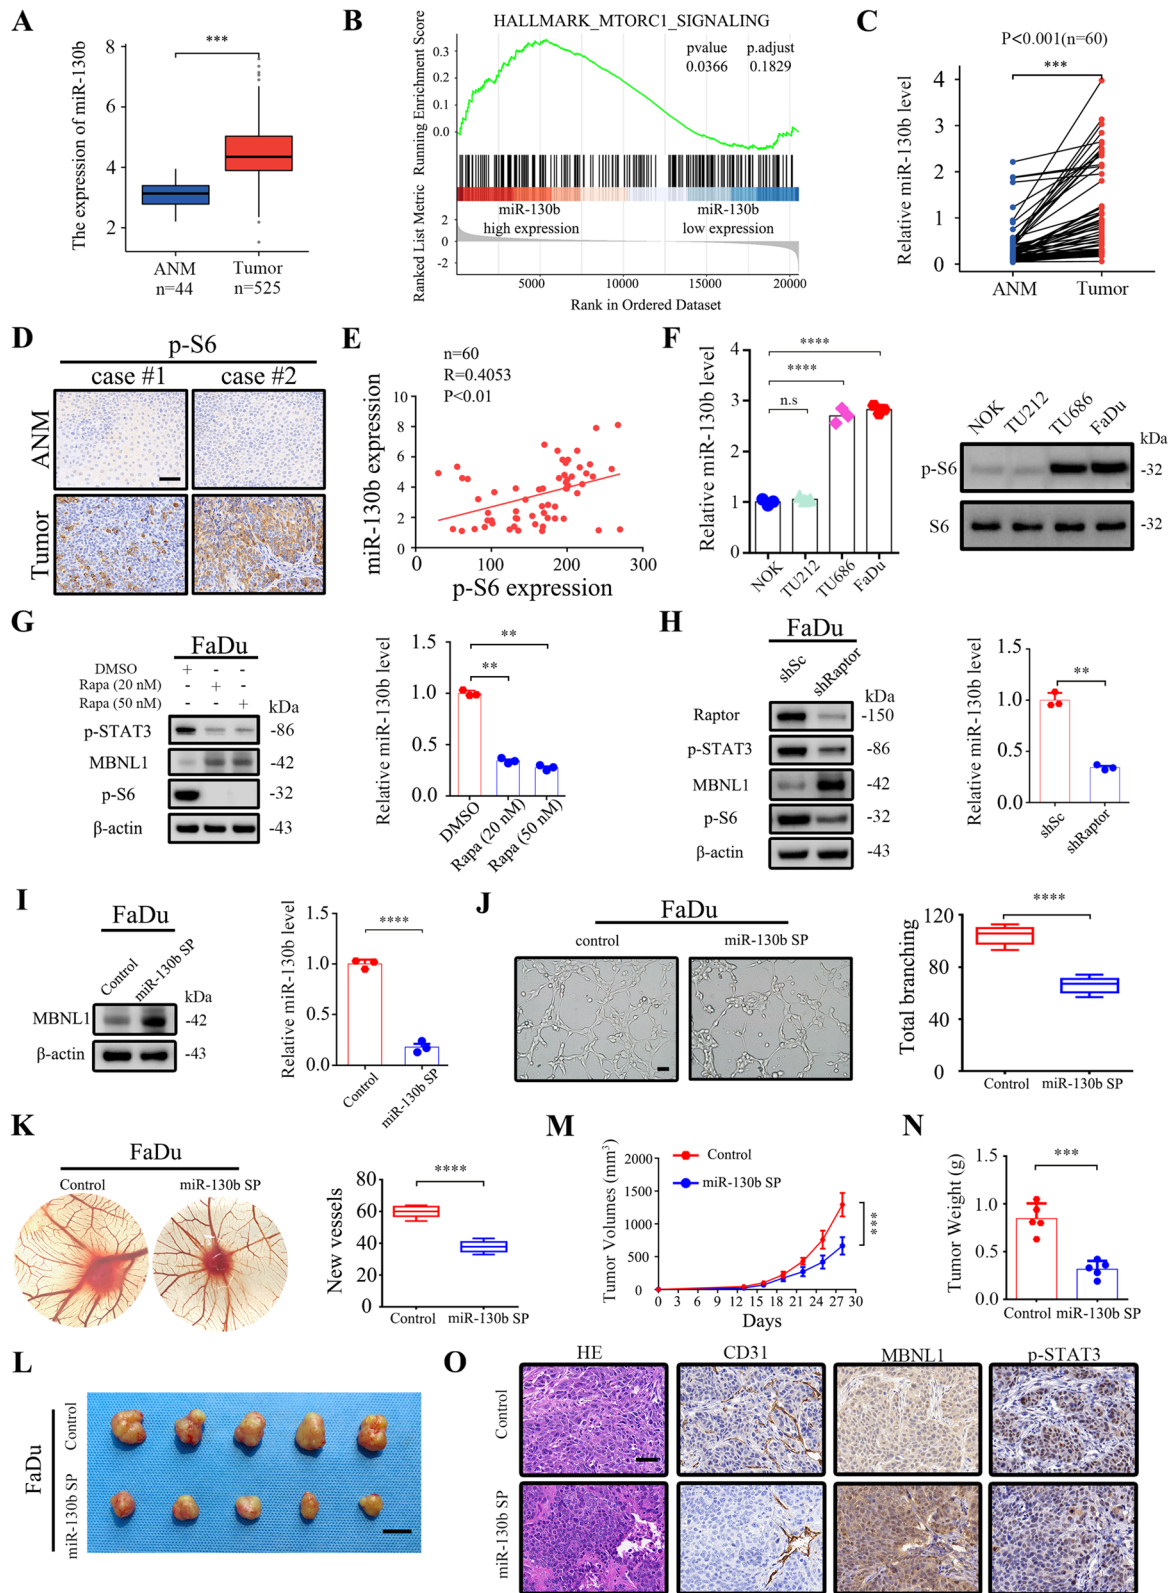 A
The expression of miR-130b
***
8
6
4
2
ANM
n=44
Tumor
n=525
B
HALLMARK_MTORC1_SIGNALING
Running Enrichment Score
0.3
0.2
0.1
0.0
pvalue p.adjust
0.0366 0.1829
miR-130b high expression
miR-130b low expression
Ranked List Metric
2
0
-2
5000 10000 15000 20000
Rank in Ordered Dataset
C
P<0.001(n=60)
***
Relative miR-130b level
4
3
2
1
0
ANM Tumor
D
p-S6
case #1 case #2
ANM
Tumor
E
n=60
R=0.4053
P<0.01
miR-130b expression
10
8
6
4
2
0
0 100 200 300
p-S6 expression
F
****
****
n.s
Relative miR-130b level
4
3
2
1
0
NOK TU212 TU686 FaDu
NOK TU212 TU686 FaDu
kDa
p-S6 -32
S6 -32
G
FaDu
DMSO + - -
Rapa (20 nM) - + -
Rapa (50 nM) - - +
kDa
p-STAT3 -86
MBNL1 -42
p-S6 -32
β-actin -43
Relative miR-130b level
1.5
1.0
0.5
0.0
**
**
DMSO Rapa (20 nM) Rapa (50 nM)
H
FaDu
shSc shRaptor
kDa
Raptor -150
p-STAT3 -86
MBNL1 -42
p-S6 -32
β-actin -43
Relative miR-130b level
1.5
1.0
0.5
0.0
**
shSc shRaptor
I
FaDu
Control miR-130b SP
kDa
MBNL1 -42
β-actin -43
Relative miR-130b level
1.5
1.0
0.5
0.0
****
Control miR-130b SP
J
FaDu
control miR-130b SP
Total branching
120
80
40
0
****
Control miR-130b SP
K
FaDu
Control miR-130b SP
New vessels
80
60
40
20
0
****
Control miR-130b SP
M
Control
miR-130b SP
Tumor Volumes (mm³)
2000
1500
1000
500
0
***
0 3 6 9 12 15 18 21 24 27 30
Days
N
Tumor Weight (g)
1.5
1.0
0.5
0.0
***
Control miR-130b SP
L
FaDu
Control
miR-130b SP
O
HE CD31 MBNL1 p-STAT3
Control
miR-130b SP